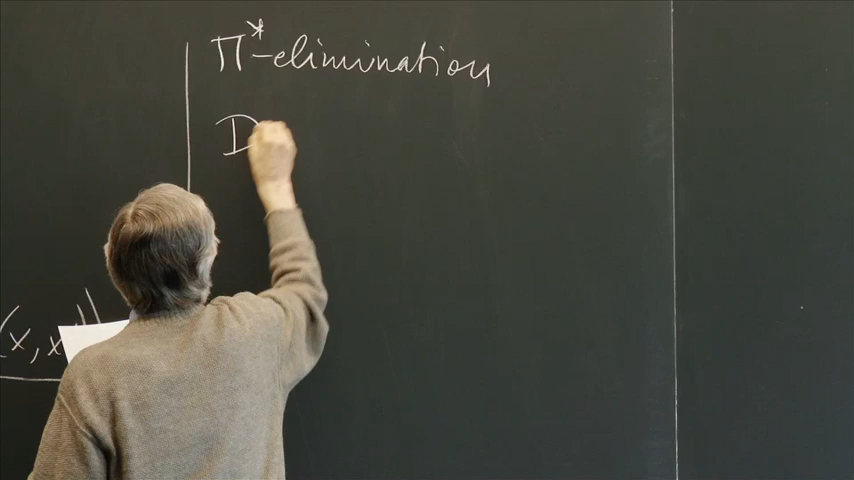 Π*-elimination
D
(x, x